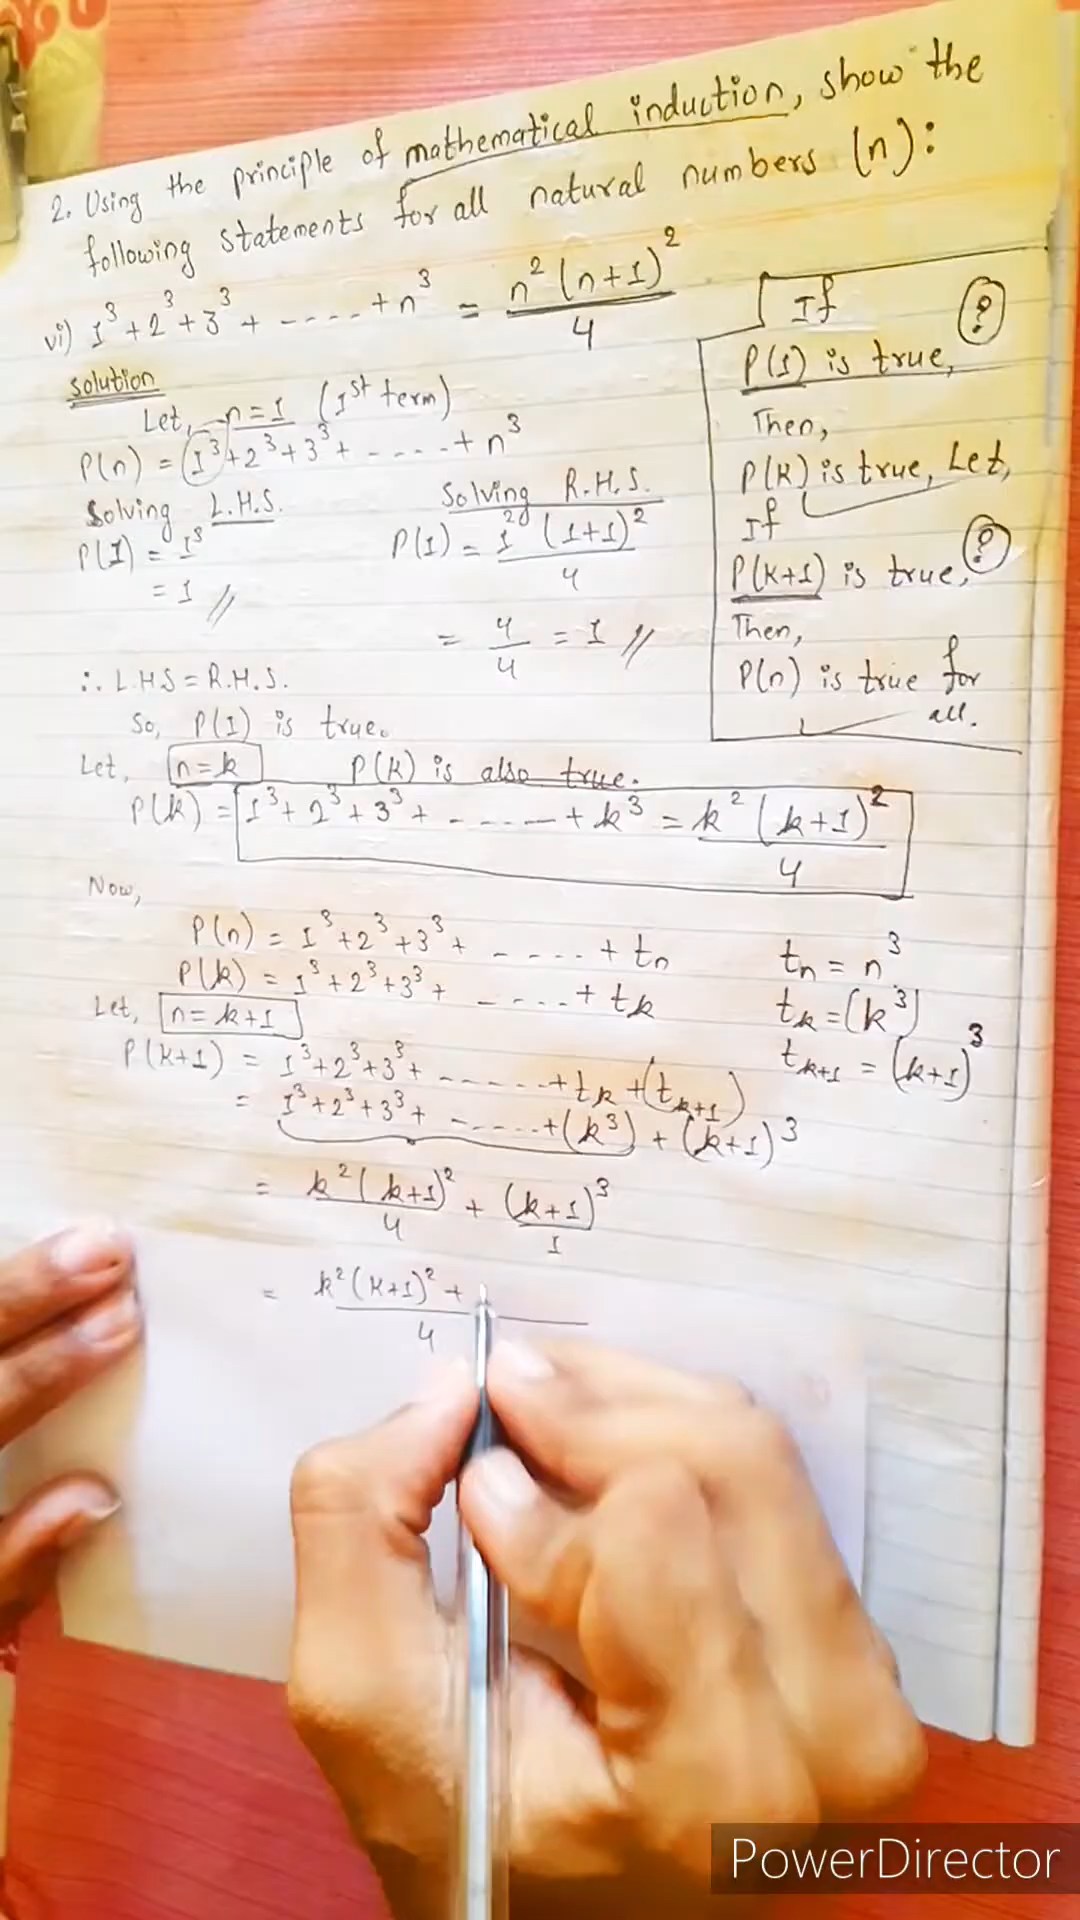 2. Using the principle of mathematical induction, show the
following statements for all natural numbers (n):
vi) 1³ + 2³ + 3³ + ----- + n³ = n²(n+1)²/4
Solution
Let, n=1 (1st term)
P(n) = 1³+2³+3³+ - ---- + n³
Solving L.H.S.
P(1) = 1³
= 1 //
Solving R.H.S.
P(1) = 1²(1+1)²/4
= 4/4 = 1 //
∴ L.H.S = R.H.S.
So, P(1) is true.
If ?
P(1) is true,
Then,
P(k) is true, Let,
If ?
P(k+1) is true,
Then,
P(n) is true for
all.
Let, n=k P(k) is also true.
P(k) = 1³+2³+3³+ - ---- + k³ = k²(k+1)²/4
Now,
P(n) = 1³+2³+3³+ - ---- + tn tn = n³
P(k) = 1³+2³+3³+ - ---- + tk tk = (k³)
Let, n=k+1 tk+1 = (k+1)³
P(k+1) = 1³+2³+3³+ ------ + tk + (tk+1)
= 1³+2³+3³+ ------ + (k³) + (k+1)³
= k²(k+1)²/4 + (k+1)³/1
= k²(k+1)² + /4
PowerDirector